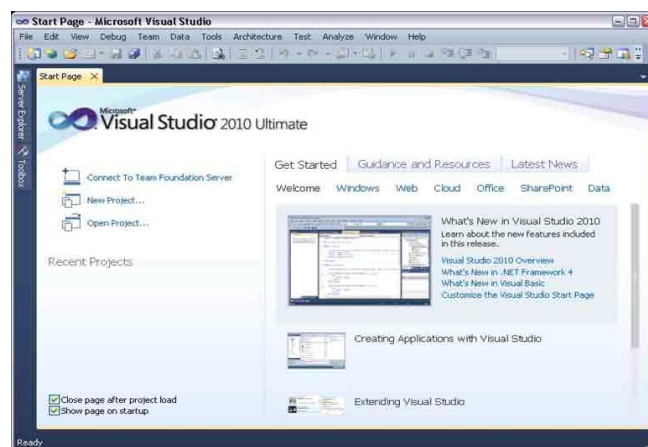 Start Page - Microsoft Visual Studio
File Edit View Debug Team Data Tools Architecture Test Analyze Window Help
Start Page
Server Explorer
Toolbox
Microsoft
Visual Studio 2010 Ultimate
Connect To Team Foundation Server
New Project...
Open Project...
Recent Projects
Close page after project load
Show page on startup
Get Started Guidance and Resources Latest News
Welcome Windows Web Cloud Office SharePoint Data
What's New in Visual Studio 2010
Learn about the new features included
in this release.
Visual Studio 2010 Overview
What's New in .NET Framework 4
What's New in Visual Basic
Customize the Visual Studio Start Page
Creating Applications with Visual Studio
Extending Visual Studio
Ready